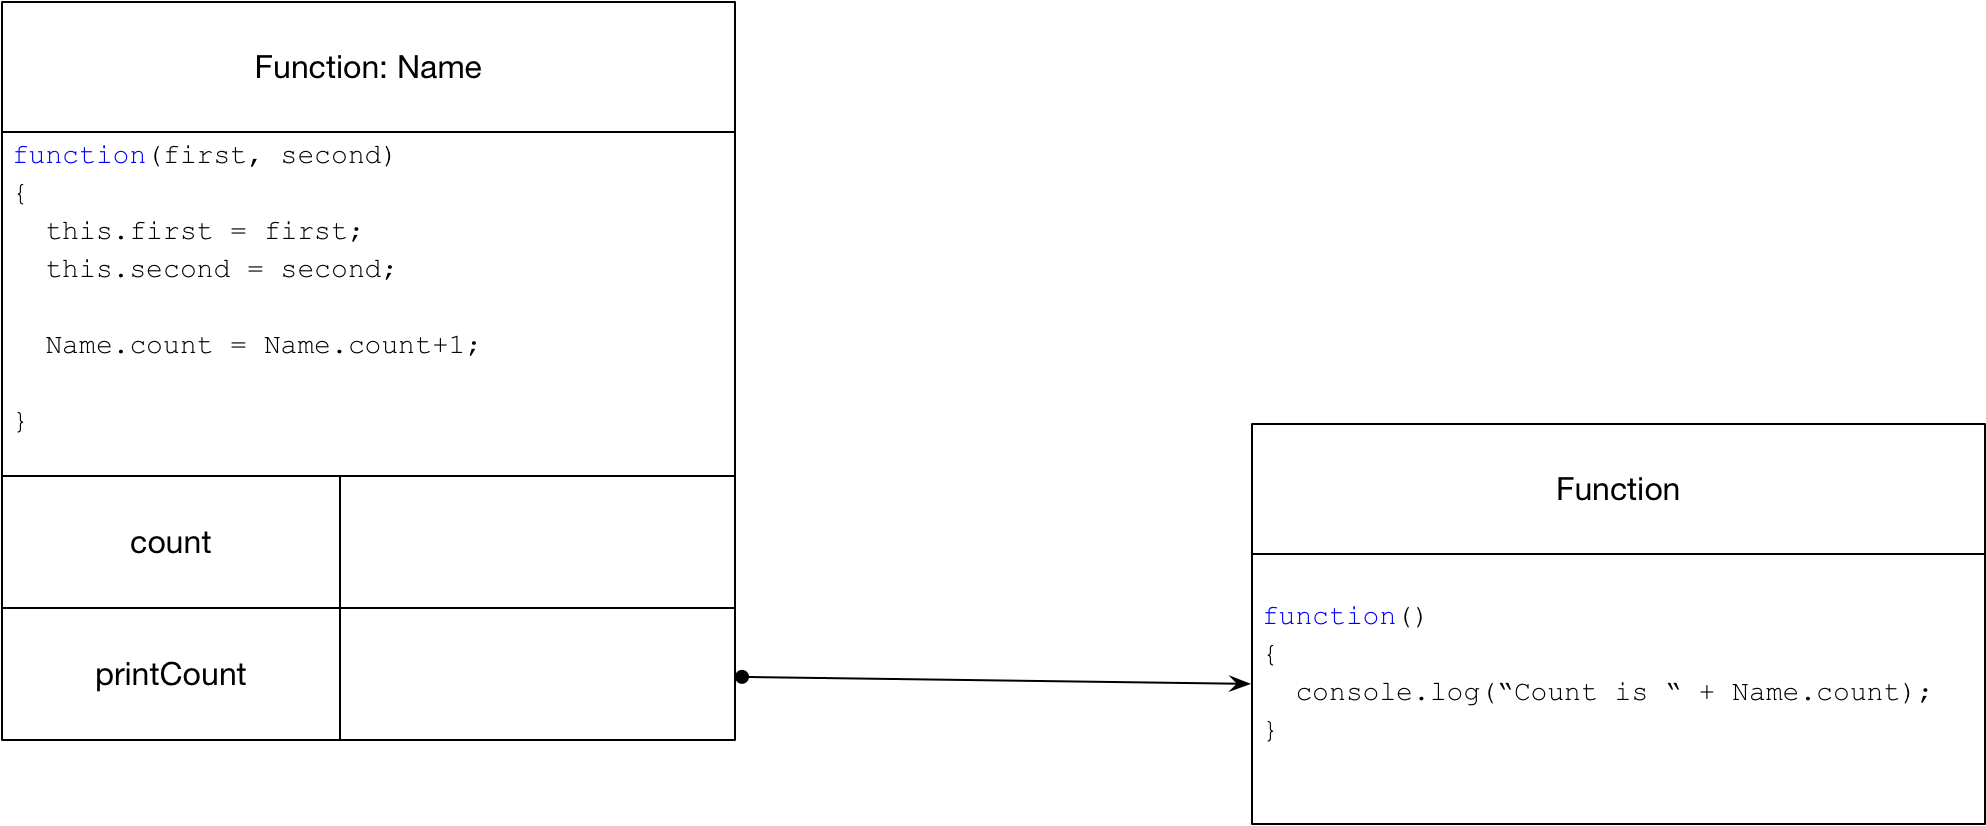 Function: Name
function(first, second)
{
  this.first = first;
  this.second = second;
  Name.count = Name.count+1;
}
count
printCount
Function
function()
{
  console.log(“Count is “ + Name.count);
}